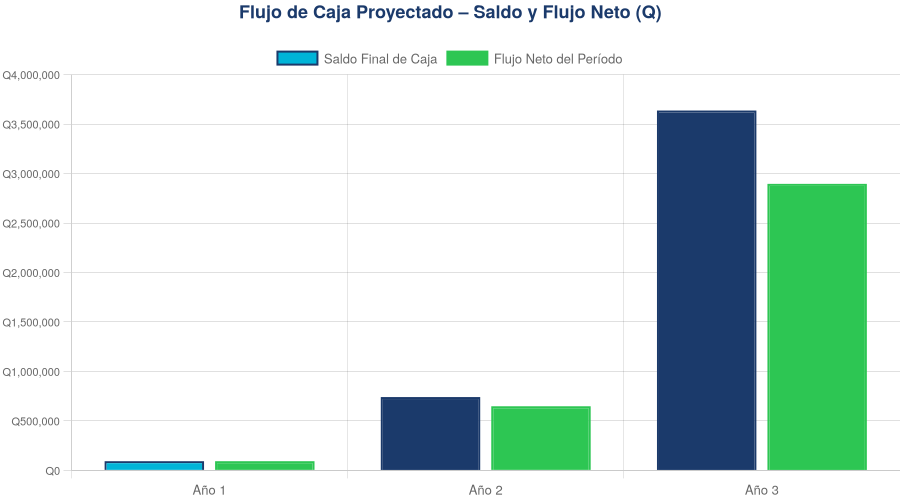 Flujo de Caja Proyectado – Saldo y Flujo Neto (Q)
Saldo Final de Caja
Flujo Neto del Período
Q4,000,000
Q3,500,000
Q3,000,000
Q2,500,000
Q2,000,000
Q1,500,000
Q1,000,000
Q500,000
Q0
Año 1
Año 2
Año 3